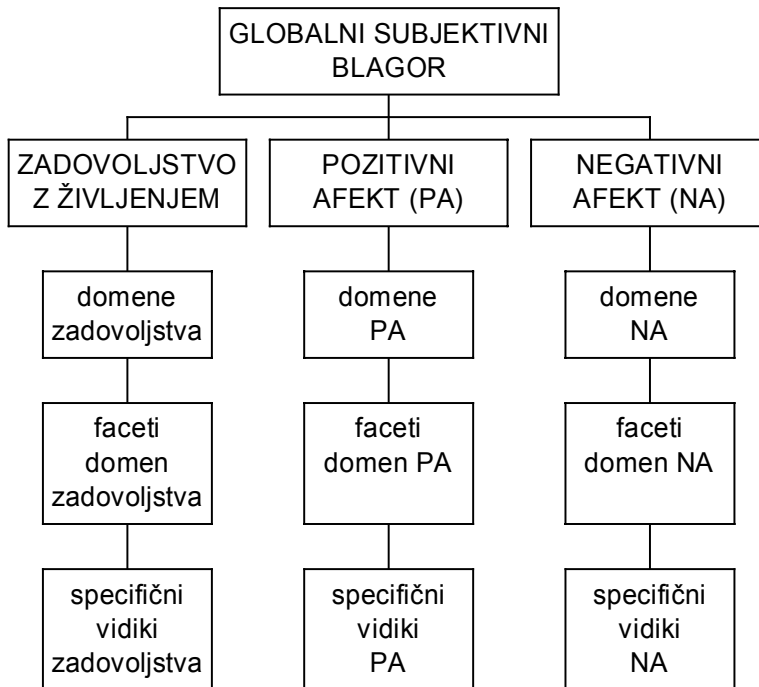 GLOBALNI SUBJEKTIVNI
BLAGOR
ZADOVOLJSTVO
Z ŽIVLJENJEM
POZITIVNI
AFEKT (PA)
NEGATIVNI
AFEKT (NA)
domene
zadovoljstva
domene
PA
domene
NA
faceti
domen
zadovoljstva
faceti
domen PA
faceti
domen NA
specifični
vidiki
zadovoljstva
specifični
vidiki
PA
specifični
vidiki
NA